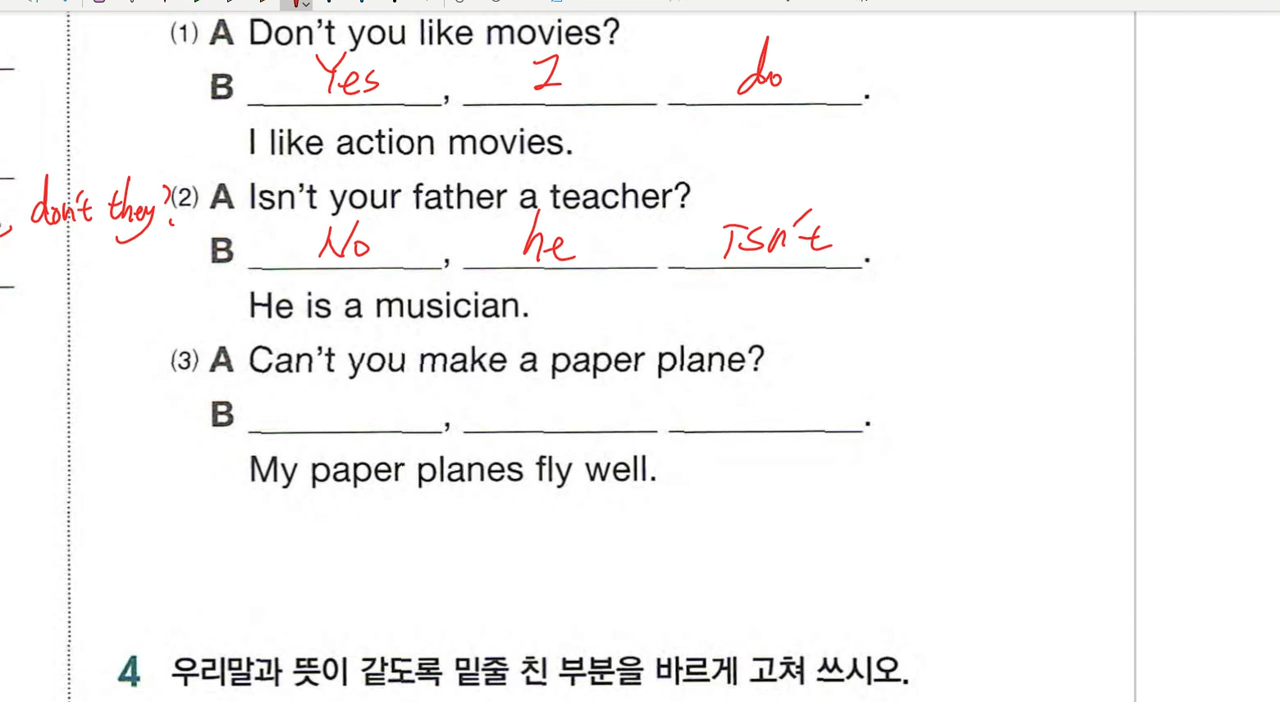 (1) A Don't you like movies?
B Yes, I do.
I like action movies.
don't they? (2) A Isn't your father a teacher?
B No, he isn't.
He is a musician.
(3) A Can't you make a paper plane?
B ____, ____ ____.
My paper planes fly well.
4 우리말과 뜻이 같도록 밑줄 친 부분을 바르게 고쳐 쓰시오.